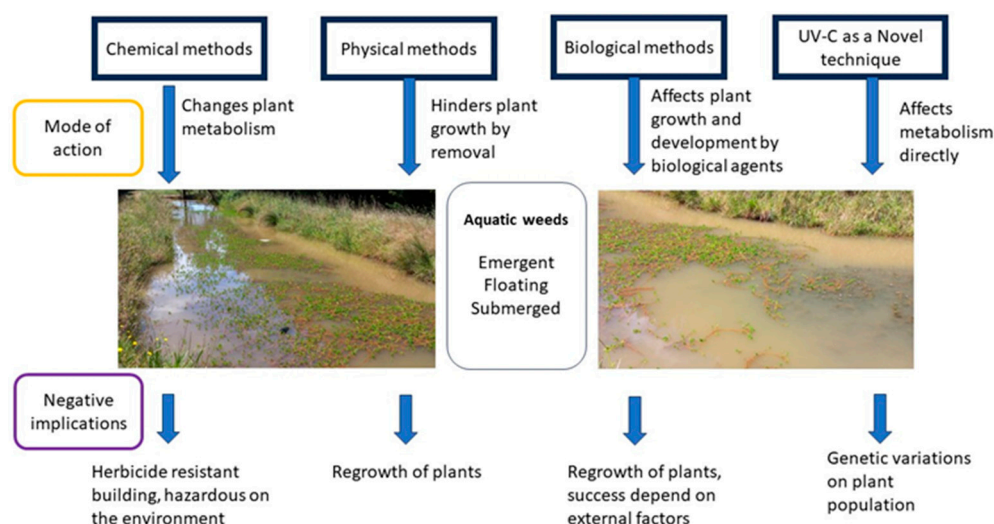 Chemical methods
Physical methods
Biological methods
UV-C as a Novel
technique
Mode of
action
Changes plant
metabolism
Hinders plant
growth by
removal
Affects plant
growth and
development by
biological agents
Affects
metabolism
directly
Aquatic weeds
Emergent
Floating
Submerged
Negative
implications
Herbicide resistant
building, hazardous on
the environment
Regrowth of plants
Regrowth of plants,
success depend on
external factors
Genetic variations
on plant
population